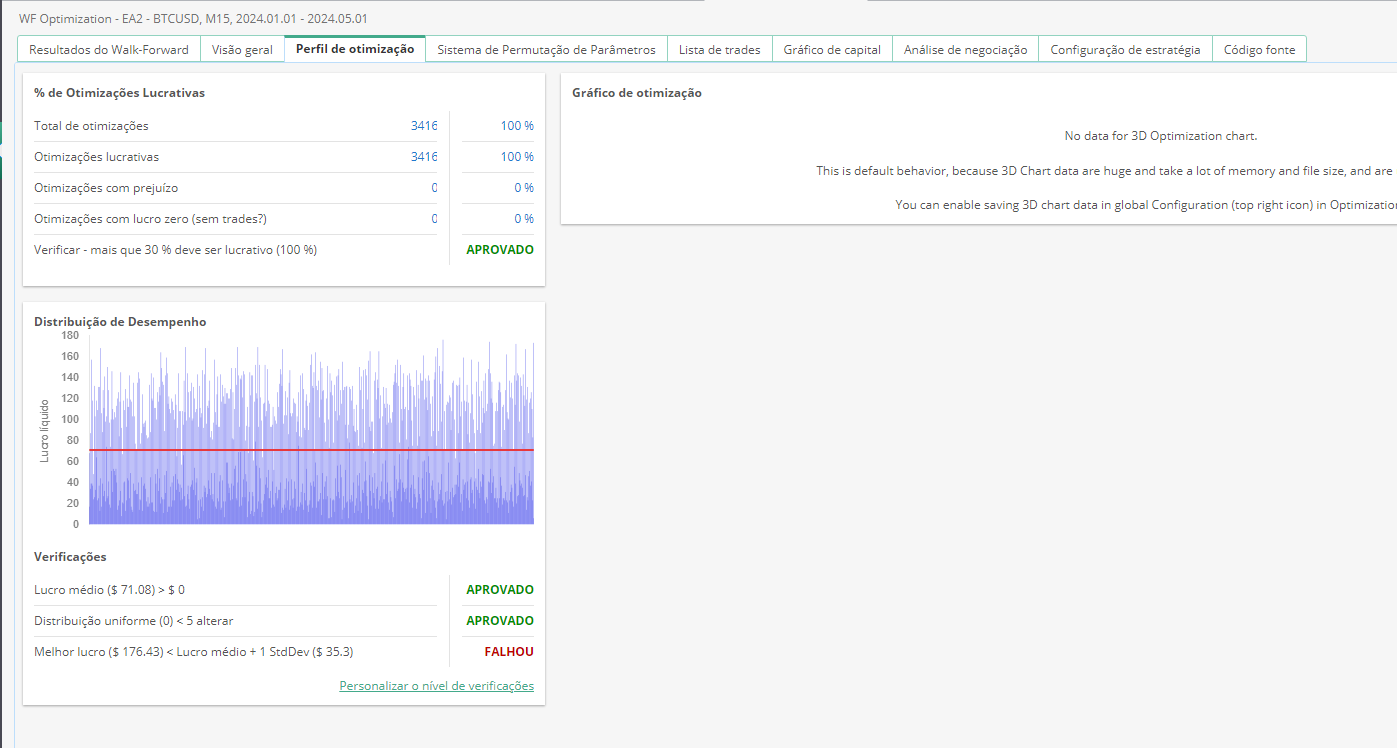 WF Optimization - EA2 - BTCUSD, M15, 2024.01.01 - 2024.05.01
Resultados do Walk-Forward Visão geral Perfil de otimização Sistema de Permutação de Parâmetros Lista de trades Gráfico de capital Análise de negociação Configuração de estratégia Código fonte
% de Otimizações Lucrativas
Total de otimizações 3416 100 %
Otimizações lucrativas 3416 100 %
Otimizações com prejuízo 0 0 %
Otimizações com lucro zero (sem trades?) 0 0 %
Verificar - mais que 30 % deve ser lucrativo (100 %) APROVADO
Gráfico de otimização
No data for 3D Optimization chart.
This is default behavior, because 3D Chart data are huge and take a lot of memory and file size, and are
You can enable saving 3D chart data in global Configuration (top right icon) in Optimization
Distribuição de Desempenho
180
160
140
120
100
80
60
40
20
0
Lucro líquido
Verificações
Lucro médio ($ 71.08) > $ 0 APROVADO
Distribuição uniforme (0) < 5 alterar APROVADO
Melhor lucro ($ 176.43) < Lucro médio + 1 StdDev ($ 35.3) FALHOU
Personalizar o nível de verificações